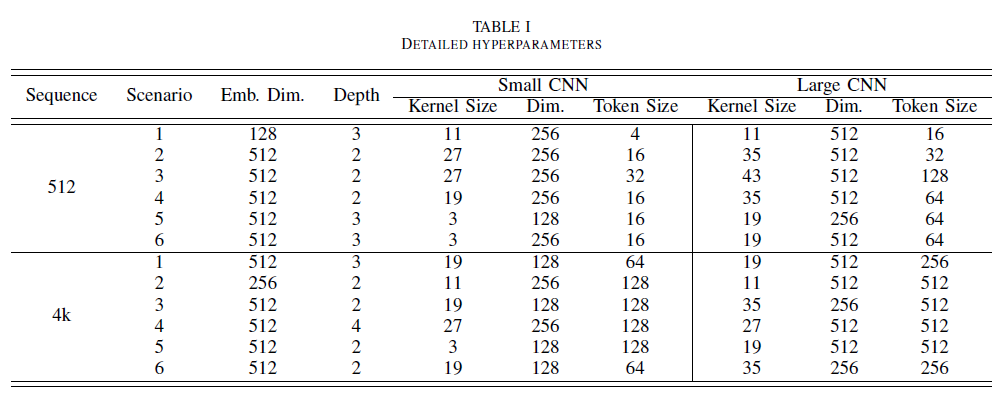 TABLE I
DETAILED HYPERPARAMETERS
Sequence Scenario Emb. Dim. Depth Small CNN Large CNN
Kernel Size Dim. Token Size Kernel Size Dim. Token Size
512
1 128 3 11 256 4 11 512 16
2 512 2 27 256 16 35 512 32
3 512 2 27 256 32 43 512 128
4 512 2 19 256 16 35 512 64
5 512 3 3 128 16 19 256 64
6 512 3 3 256 16 19 512 64
4k
1 512 3 19 128 64 19 512 256
2 256 2 11 256 128 11 512 512
3 512 2 19 128 128 35 256 512
4 512 4 27 256 128 27 512 512
5 512 2 3 128 128 19 512 512
6 512 2 19 128 64 35 256 256